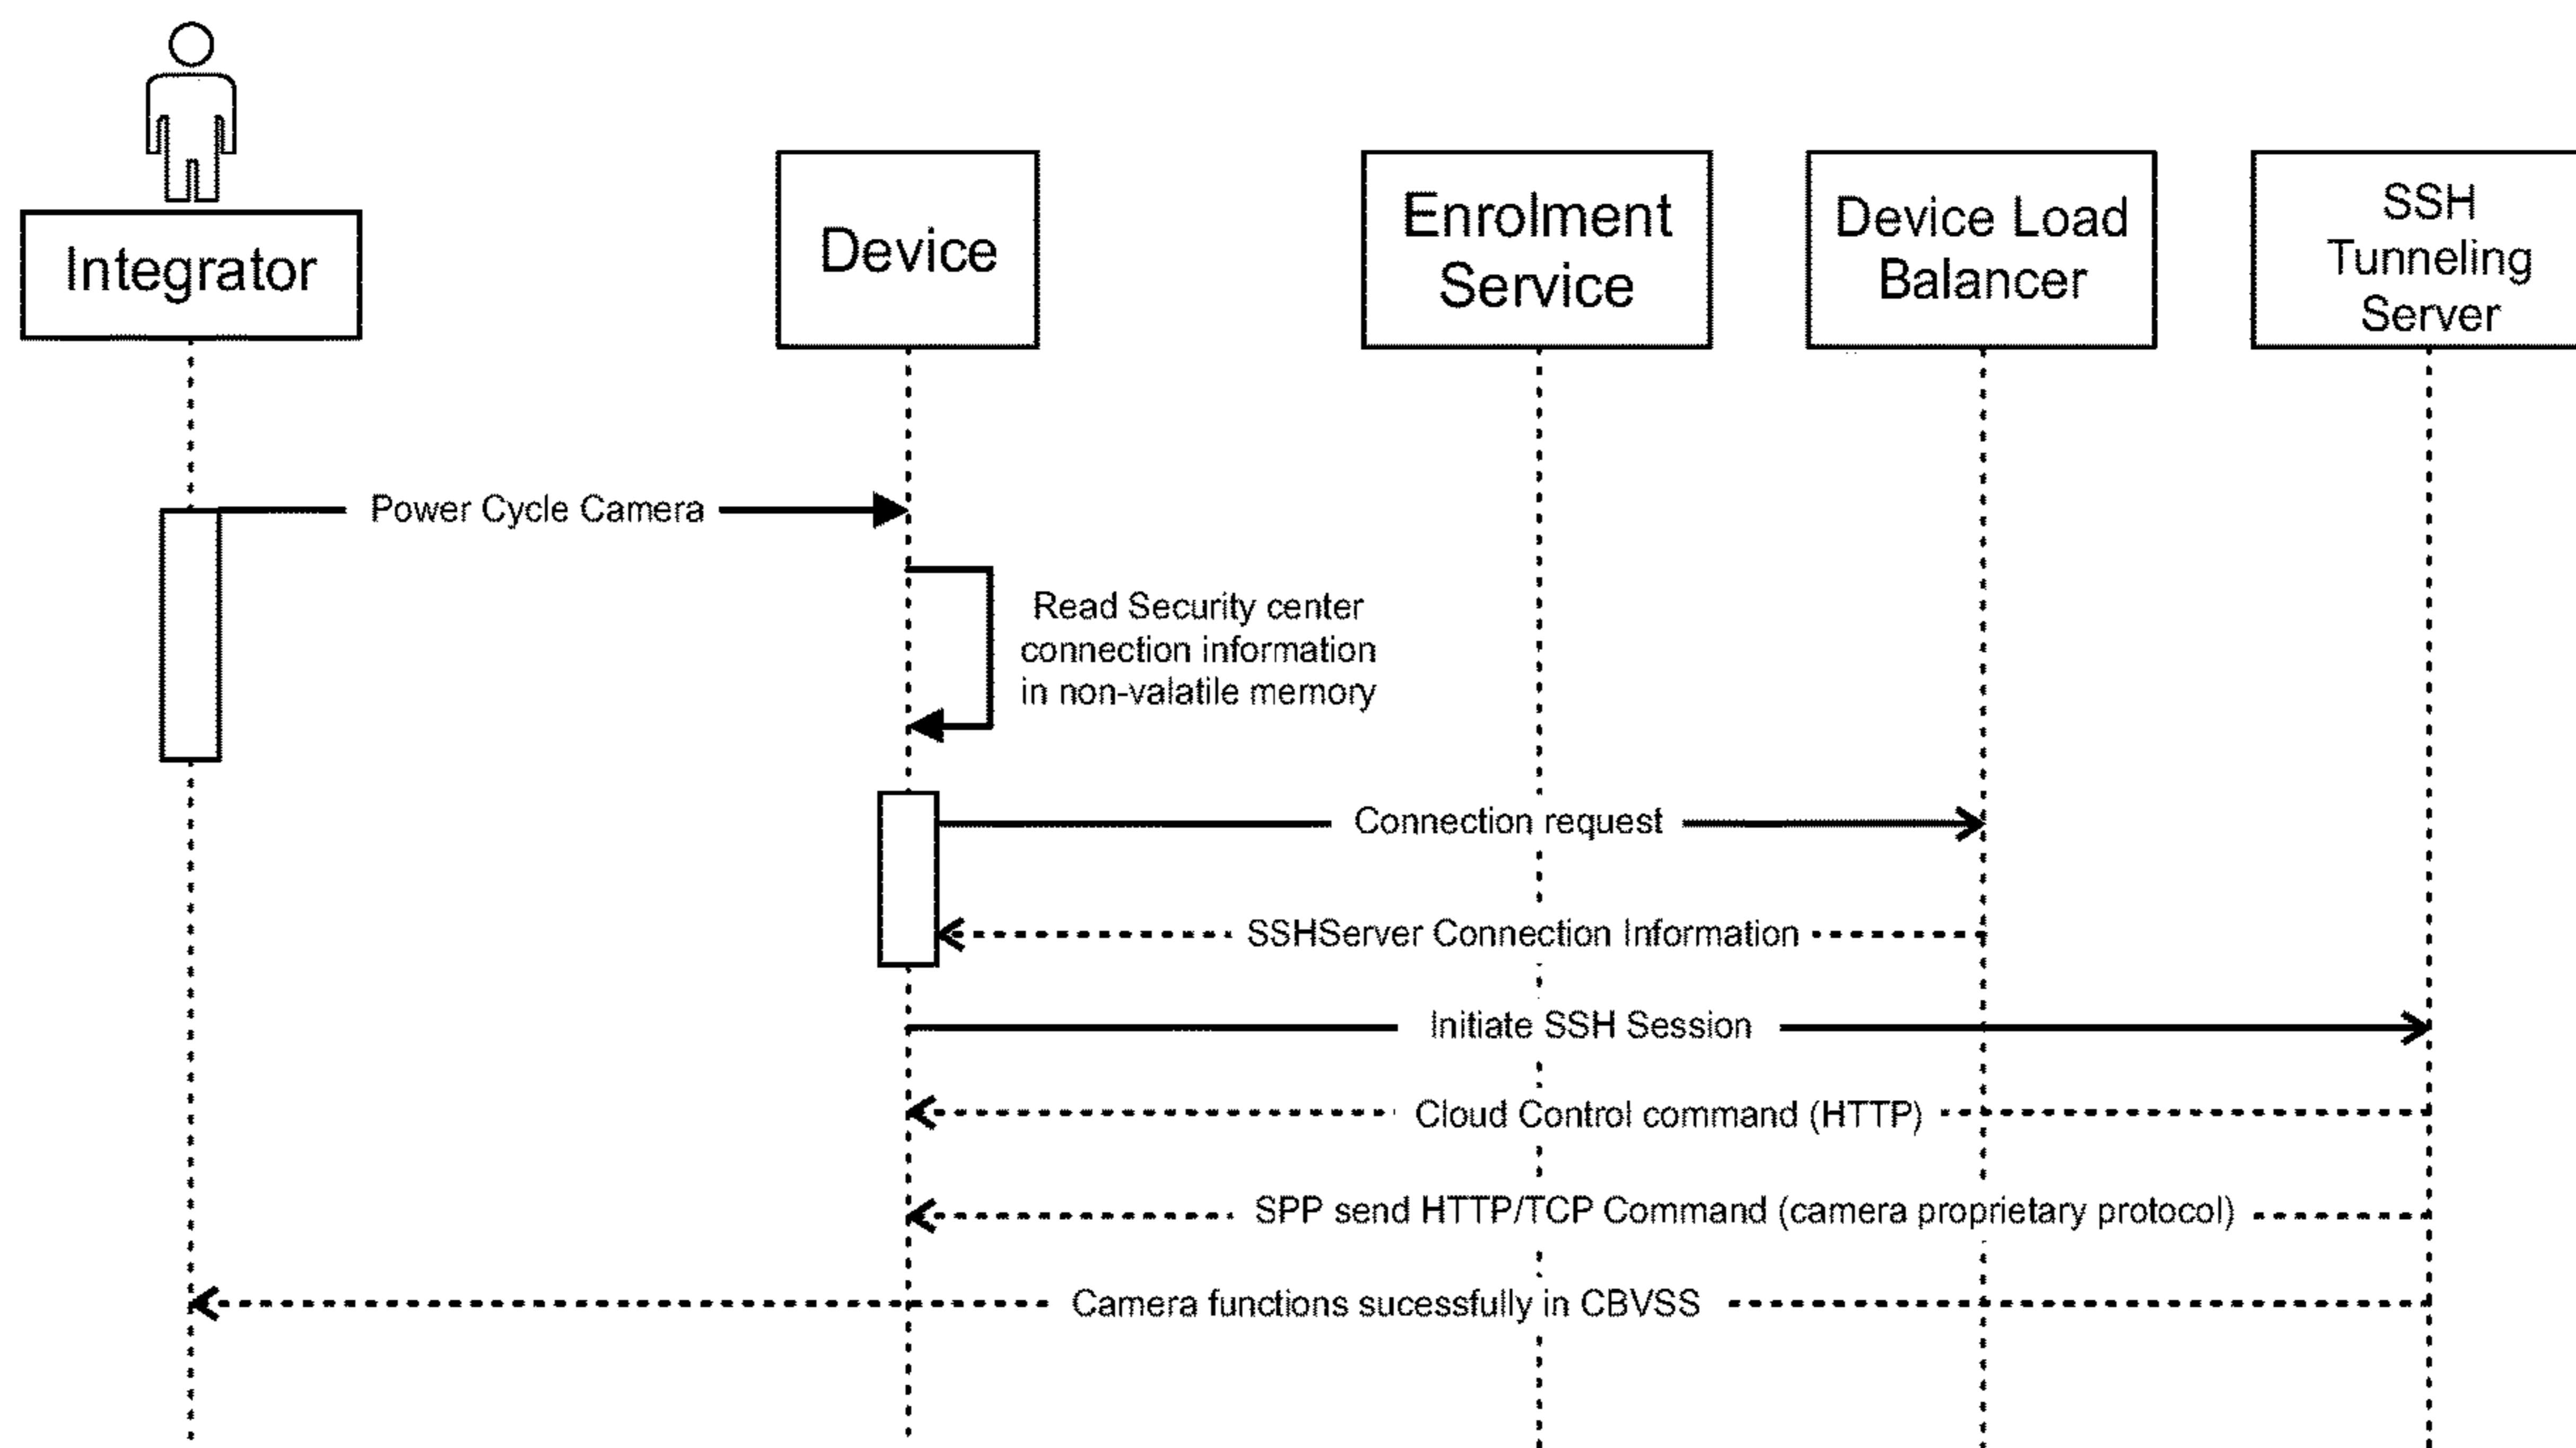 Integrator
Device
Enrolment
Service
Device Load
Balancer
SSH
Tunneling
Server
Power Cycle Camera
Read Security center
connection information
in non-valatile memory
Connection request
SSHServer Connection Information
Initiate SSH Session
Cloud Control command (HTTP)
SPP send HTTP/TCP Command (camera proprietary protocol)
Camera functions sucessfully in CBVSS